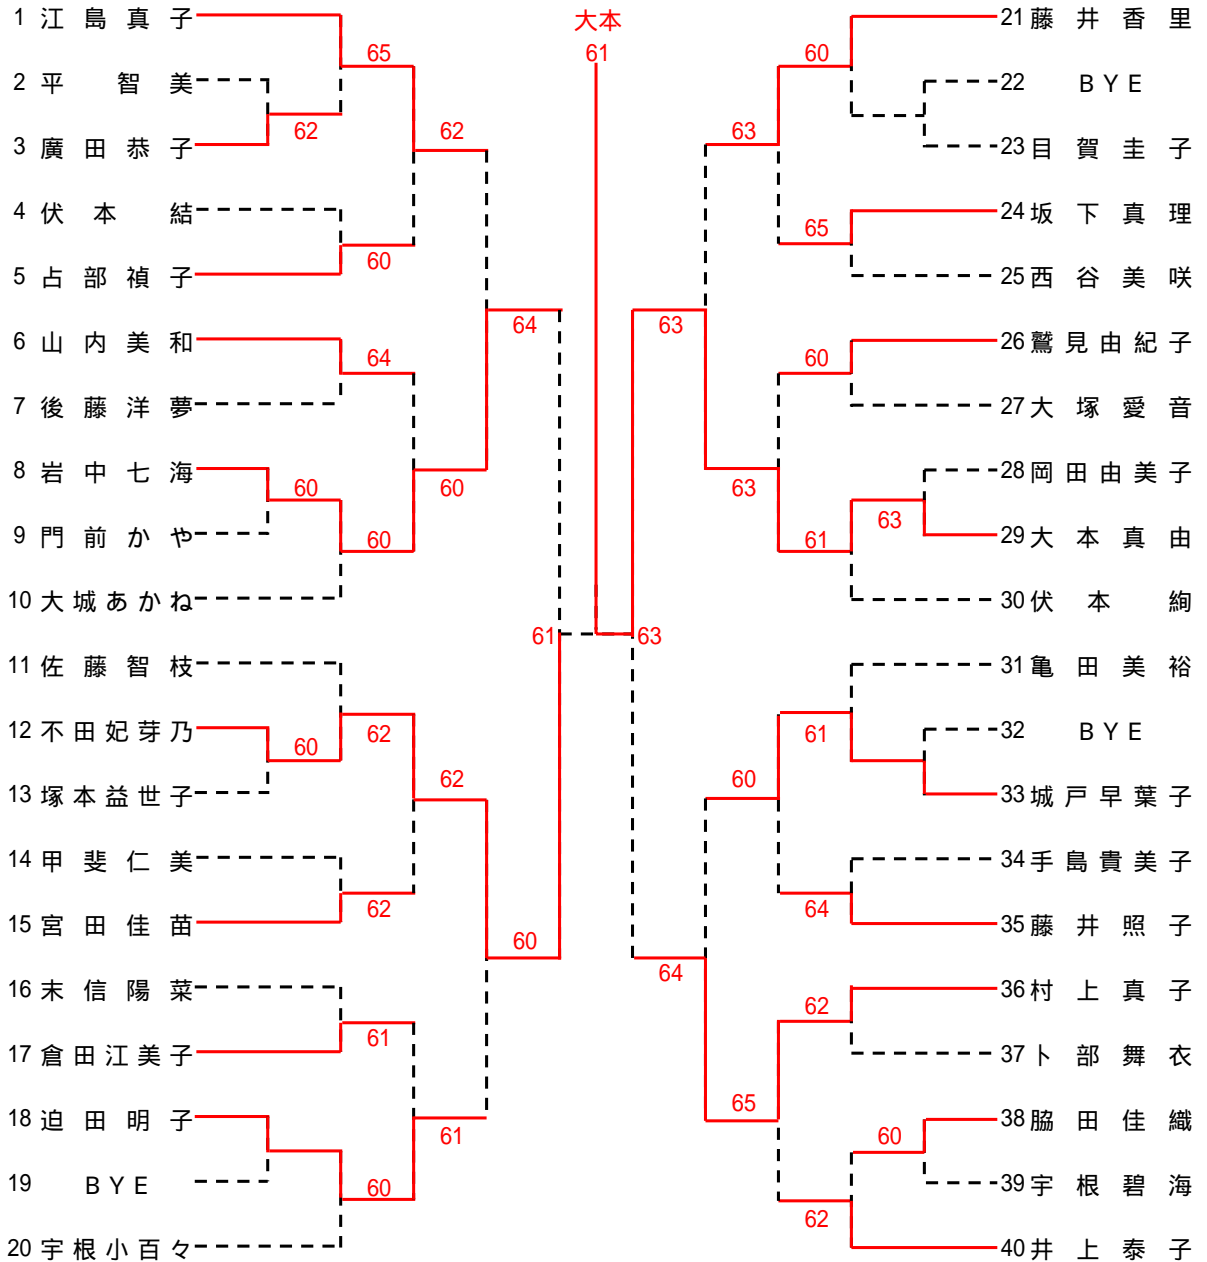 大本
61
1 江島真子
2 平 智美
3 廣田恭子
4 伏本 結
5 占部禎子
6 山内美和
7 後藤洋夢
8 岩中七海
9 門前かや
10 大城あかね
11 佐藤智枝
12 不田妃芽乃
13 塚本益世子
14 甲斐仁美
15 宮田佳苗
16 末信陽菜
17 倉田江美子
18 迫田明子
19 BYE
20 宇根小百々
65
62
62
60
64
64
60
60
60
61
62
60
62
62
60
61
61
60
21 藤井香里
22 BYE
23 目賀圭子
24 坂下真理
25 西谷美咲
26 鷲見由紀子
27 大塚愛音
28 岡田由美子
29 大本真由
30 伏本 絢
31 亀田美裕
32 BYE
33 城戸早葉子
34 手島貴美子
35 藤井照子
36 村上真子
37 卜部舞衣
38 脇田佳織
39 宇根碧海
40 井上泰子
60
63
65
63
60
63
63
61
63
61
60
64
64
62
65
60
62